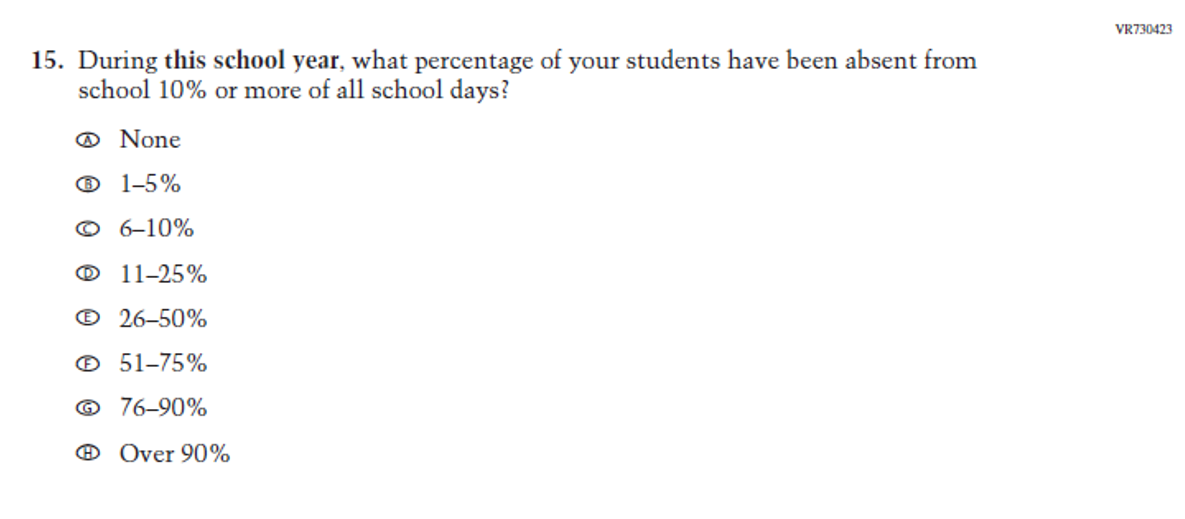 VR730423
15. During this school year, what percentage of your students have been absent from
school 10% or more of all school days?
Ⓐ None
Ⓑ 1–5%
Ⓒ 6–10%
Ⓓ 11–25%
Ⓔ 26–50%
Ⓕ 51–75%
Ⓖ 76–90%
Ⓗ Over 90%